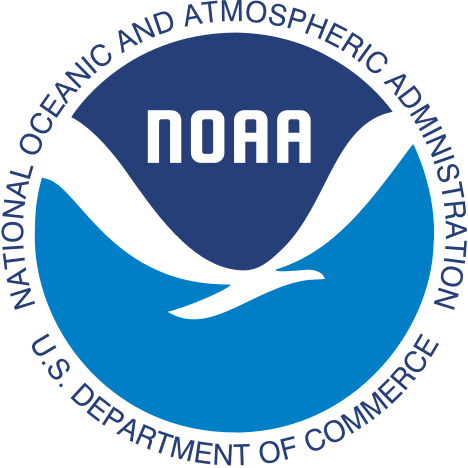 NATIONAL OCEANIC AND ATMOSPHERIC ADMINISTRATION
NOAA
U.S. DEPARTMENT OF COMMERCE